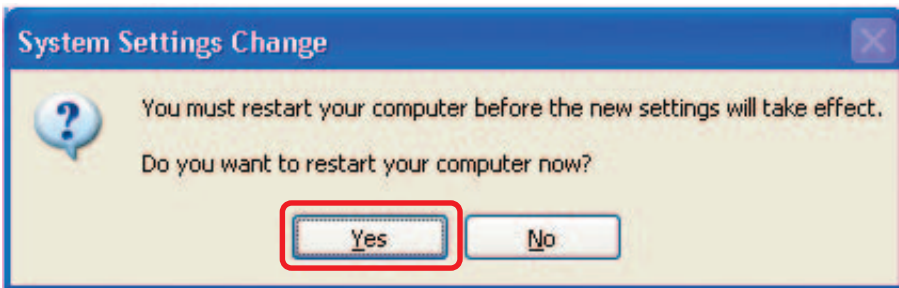 System Settings Change
You must restart your computer before the new settings will take effect.
Do you want to restart your computer now?
Yes No